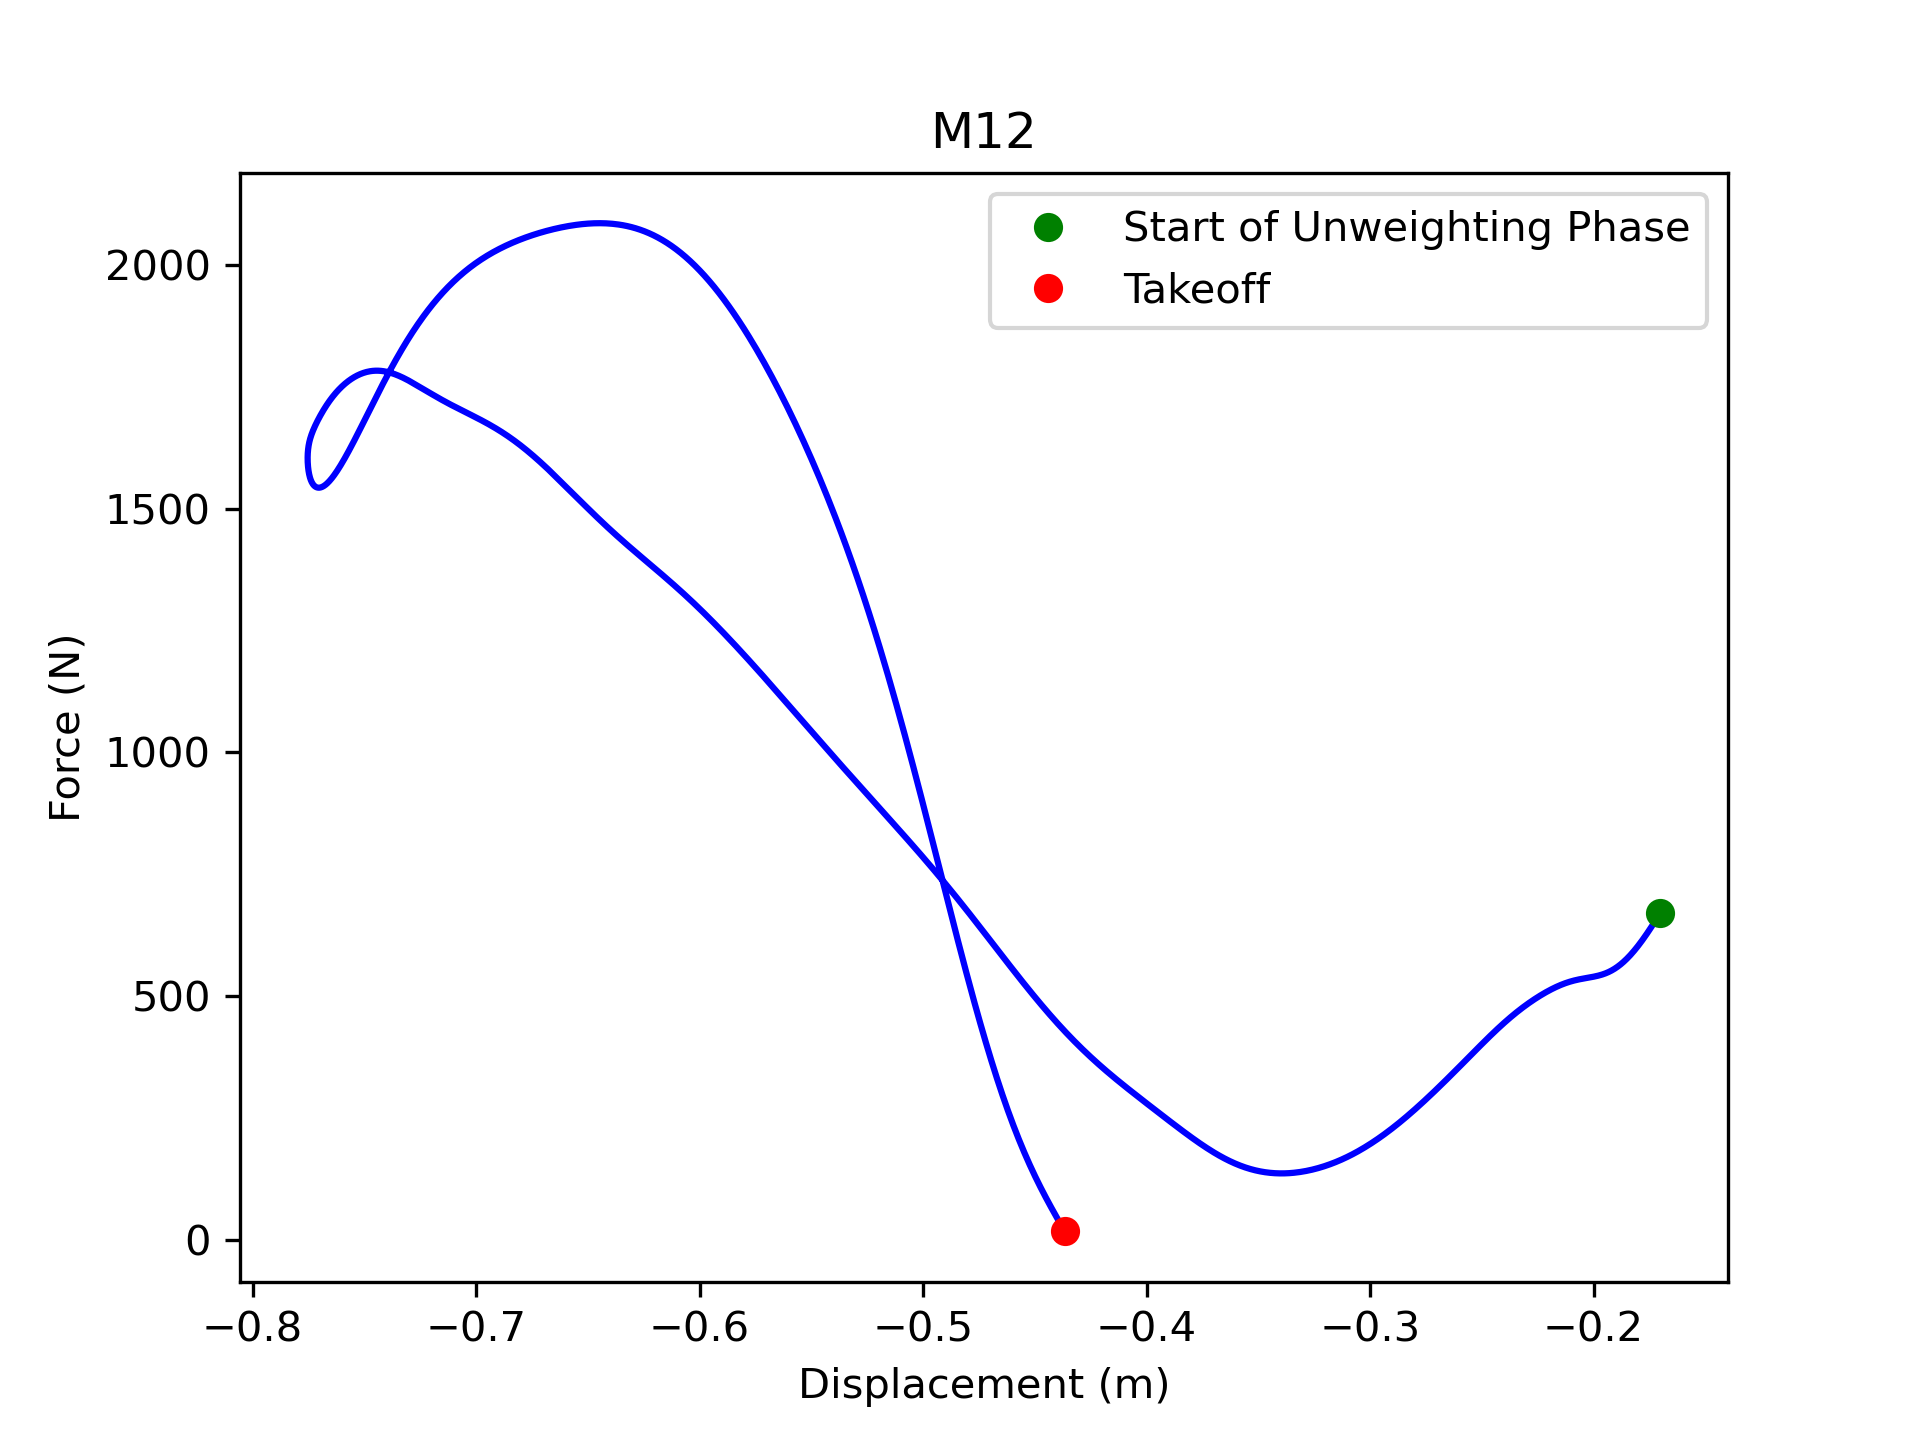 M12
Start of Unweighting Phase
Takeoff
2000
1500
1000
500
0
Force (N)
−0.8 −0.7 −0.6 −0.5 −0.4 −0.3 −0.2
Displacement (m)